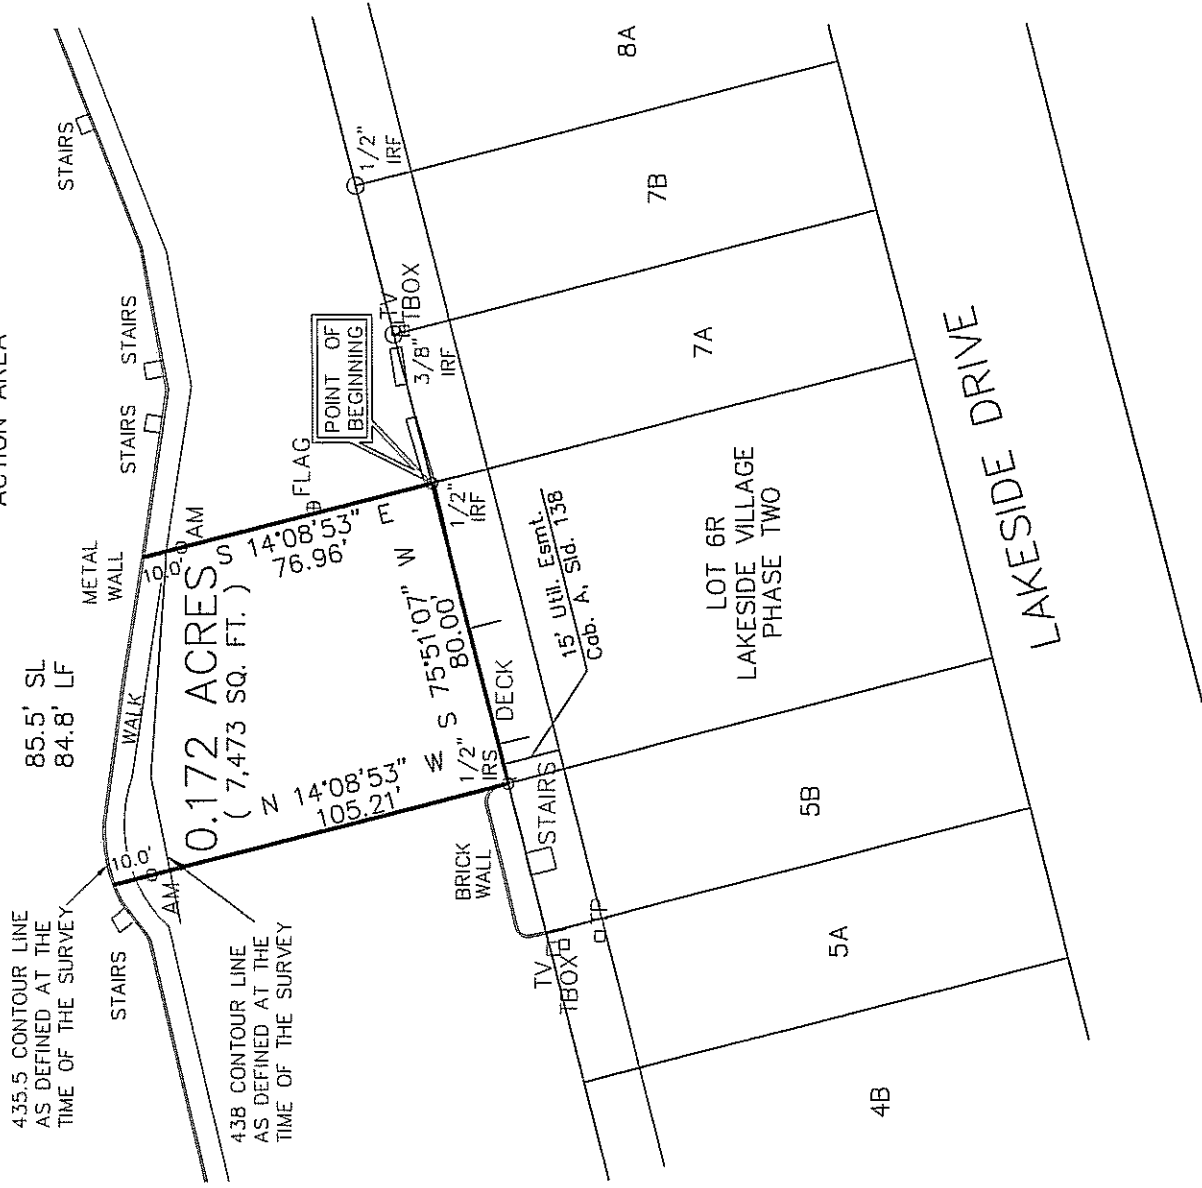 ACTION AREA
STAIRS
STAIRS
STAIRS
METAL
WALL
85.5' SL
84.8' LF
WALK
435.5 CONTOUR LINE
AS DEFINED AT THE
TIME OF THE SURVEY
STAIRS
438 CONTOUR LINE
AS DEFINED AT THE
TIME OF THE SURVEY
10.0'
AM
10.0'
AM
0.172 ACRES
( 7,473 SQ. FT. )
N 14°08'53" W
105.21'
S 14°08'53" E
76.96'
S 75°51'07" W
80.00'
FLAG
POINT OF
BEGINNING
1/2"
IRF
TV
TBOX
3/8"
IRF
1/2"
IRF
1/2"
IRS
DECK
STAIRS
BRICK
WALL
TV
TBOX
TP
15' Util. Esmt.
Cab. A, Sld. 138
8A
7B
7A
LOT 6R
LAKESIDE VILLAGE
PHASE TWO
5B
5A
4B
LAKESIDE DRIVE